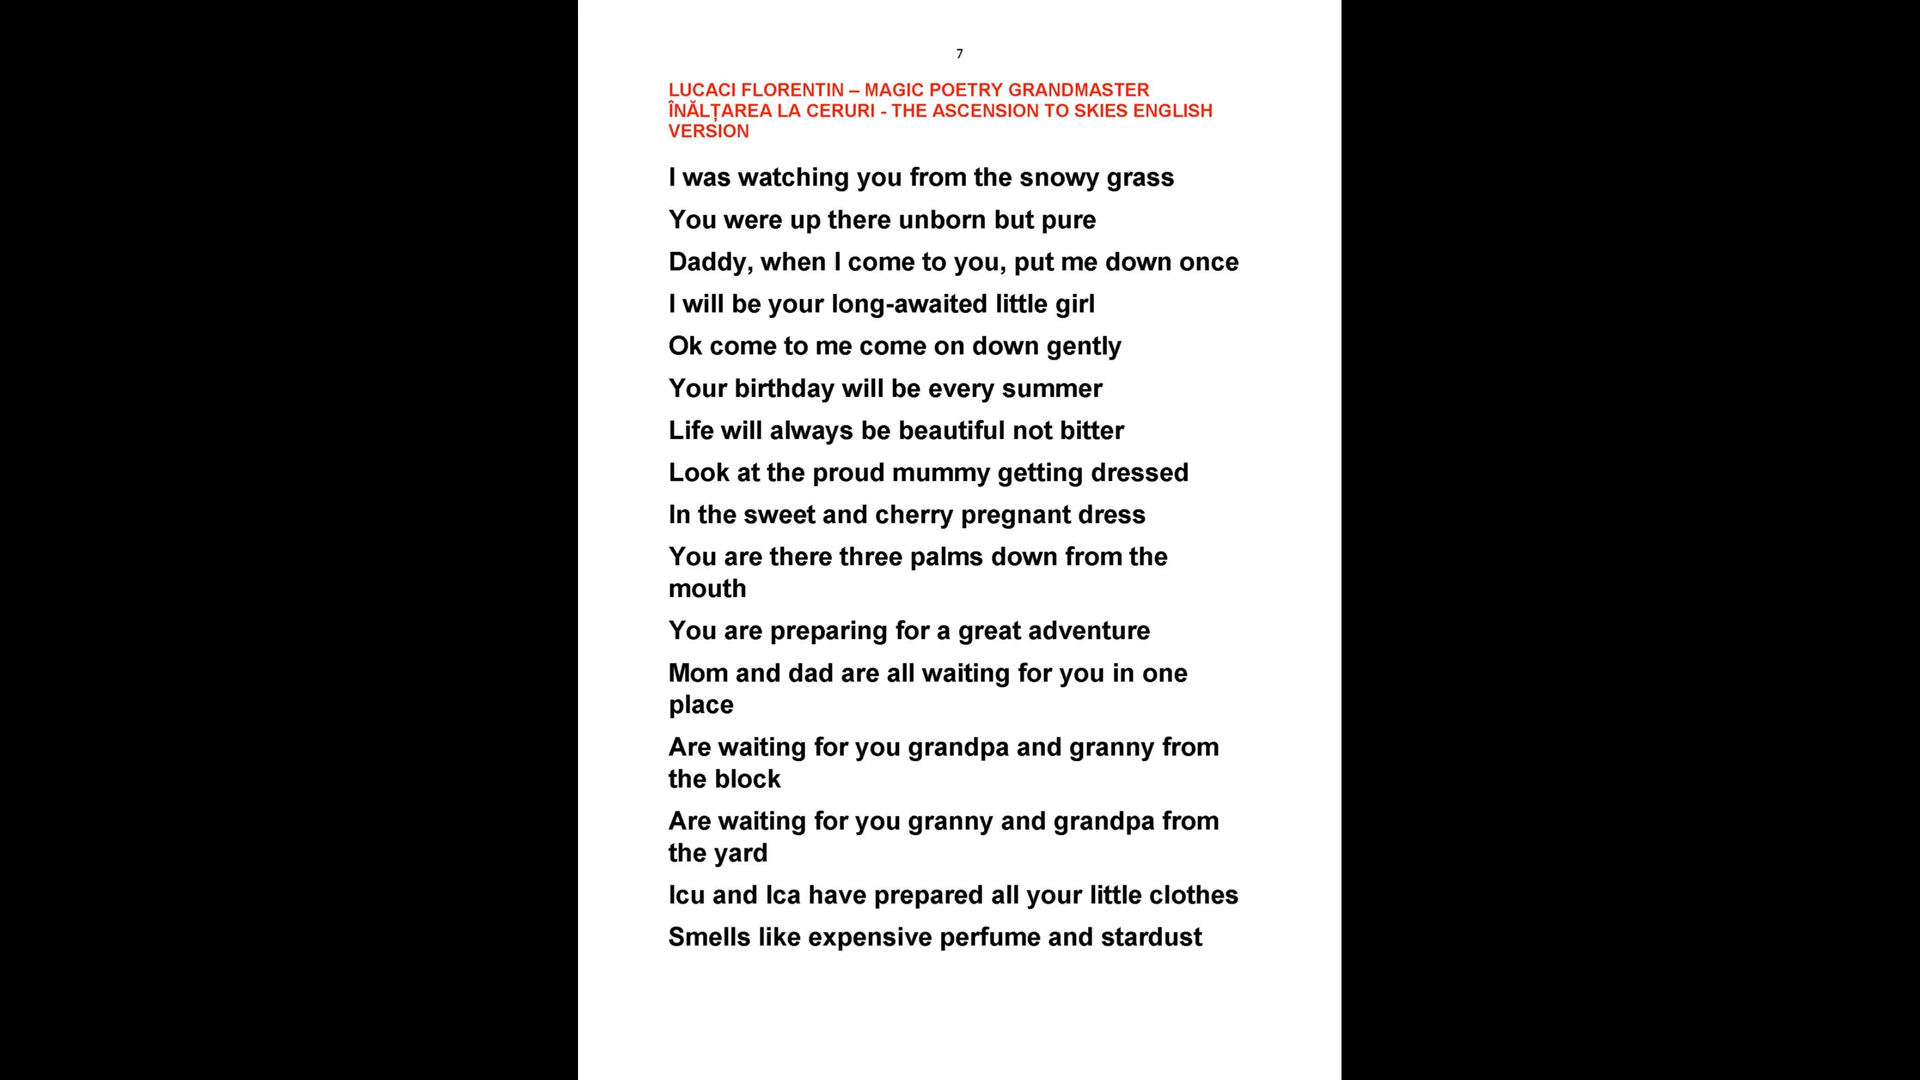 7
LUCACI FLORENTIN – MAGIC POETRY GRANDMASTER
ÎNĂLȚAREA LA CERURI - THE ASCENSION TO SKIES ENGLISH
VERSION
I was watching you from the snowy grass
You were up there unborn but pure
Daddy, when I come to you, put me down once
I will be your long-awaited little girl
Ok come to me come on down gently
Your birthday will be every summer
Life will always be beautiful not bitter
Look at the proud mummy getting dressed
In the sweet and cherry pregnant dress
You are there three palms down from the
mouth
You are preparing for a great adventure
Mom and dad are all waiting for you in one
place
Are waiting for you grandpa and granny from
the block
Are waiting for you granny and grandpa from
the yard
Icu and Ica have prepared all your little clothes
Smells like expensive perfume and stardust